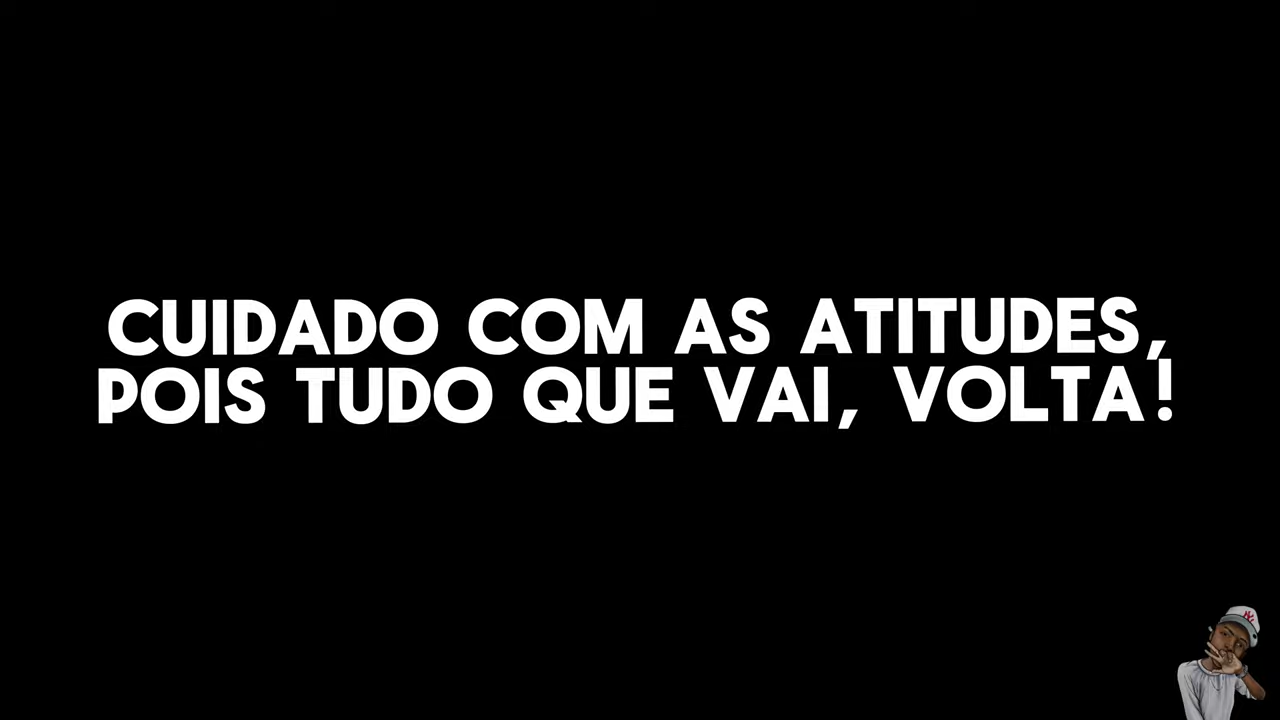 CUIDADO COM AS ATITUDES,
POIS TUDO QUE VAI, VOLTA!